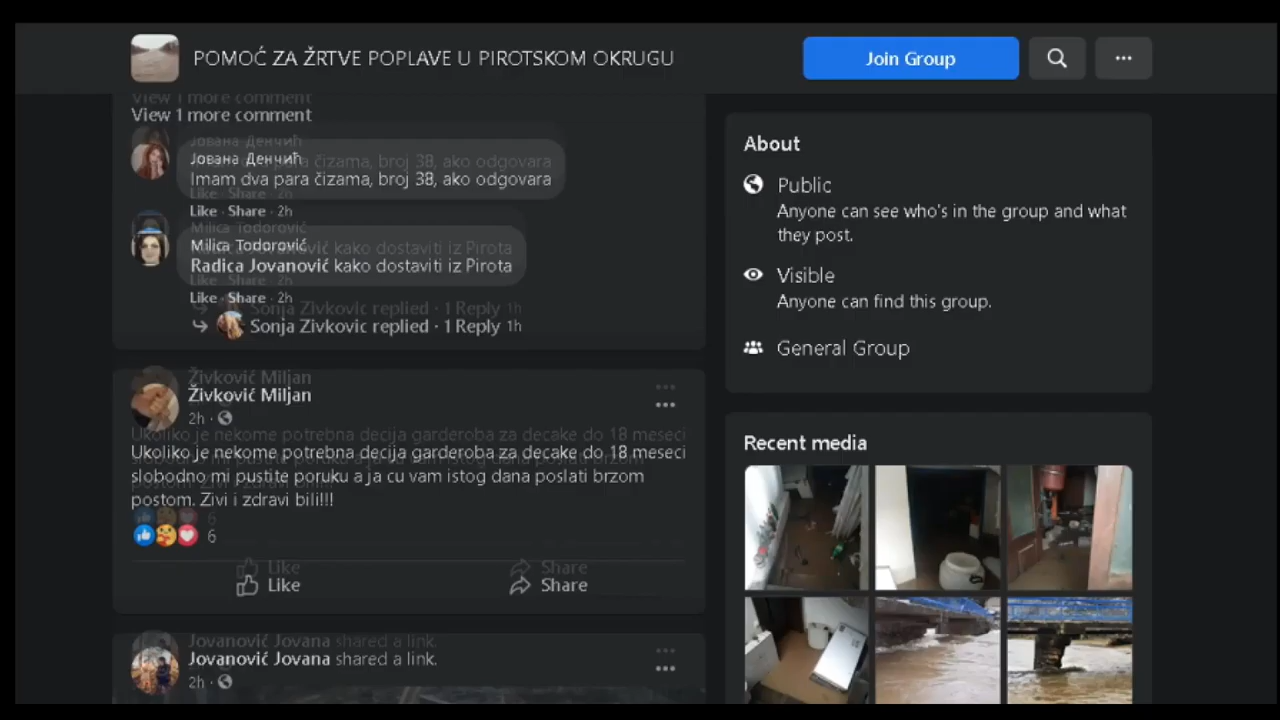 POMOĆ ZA ŽRTVE POPLAVE U PIROTSKOM OKRUGU
Join Group
View 1 more comment
Јована Денчић
Imam dva para čizama, broj 38, ako odgovara
Like · Share · 2h
Milica Todorović
Radica Jovanović kako dostaviti iz Pirota
Like · Share · 2h
Sonja Zivkovic replied · 1 Reply 1h
Živković Miljan
2h ·
Ukoliko je nekome potrebna decija garderoba za decake do 18 meseci
slobodno mi pustite poruku a ja cu vam istog dana poslati brzom
postom. Zivi i zdravi bili!!!
6
Like
Share
Jovanović Jovana shared a link.
2h ·
About
Public
Anyone can see who's in the group and what
they post.
Visible
Anyone can find this group.
General Group
Recent media